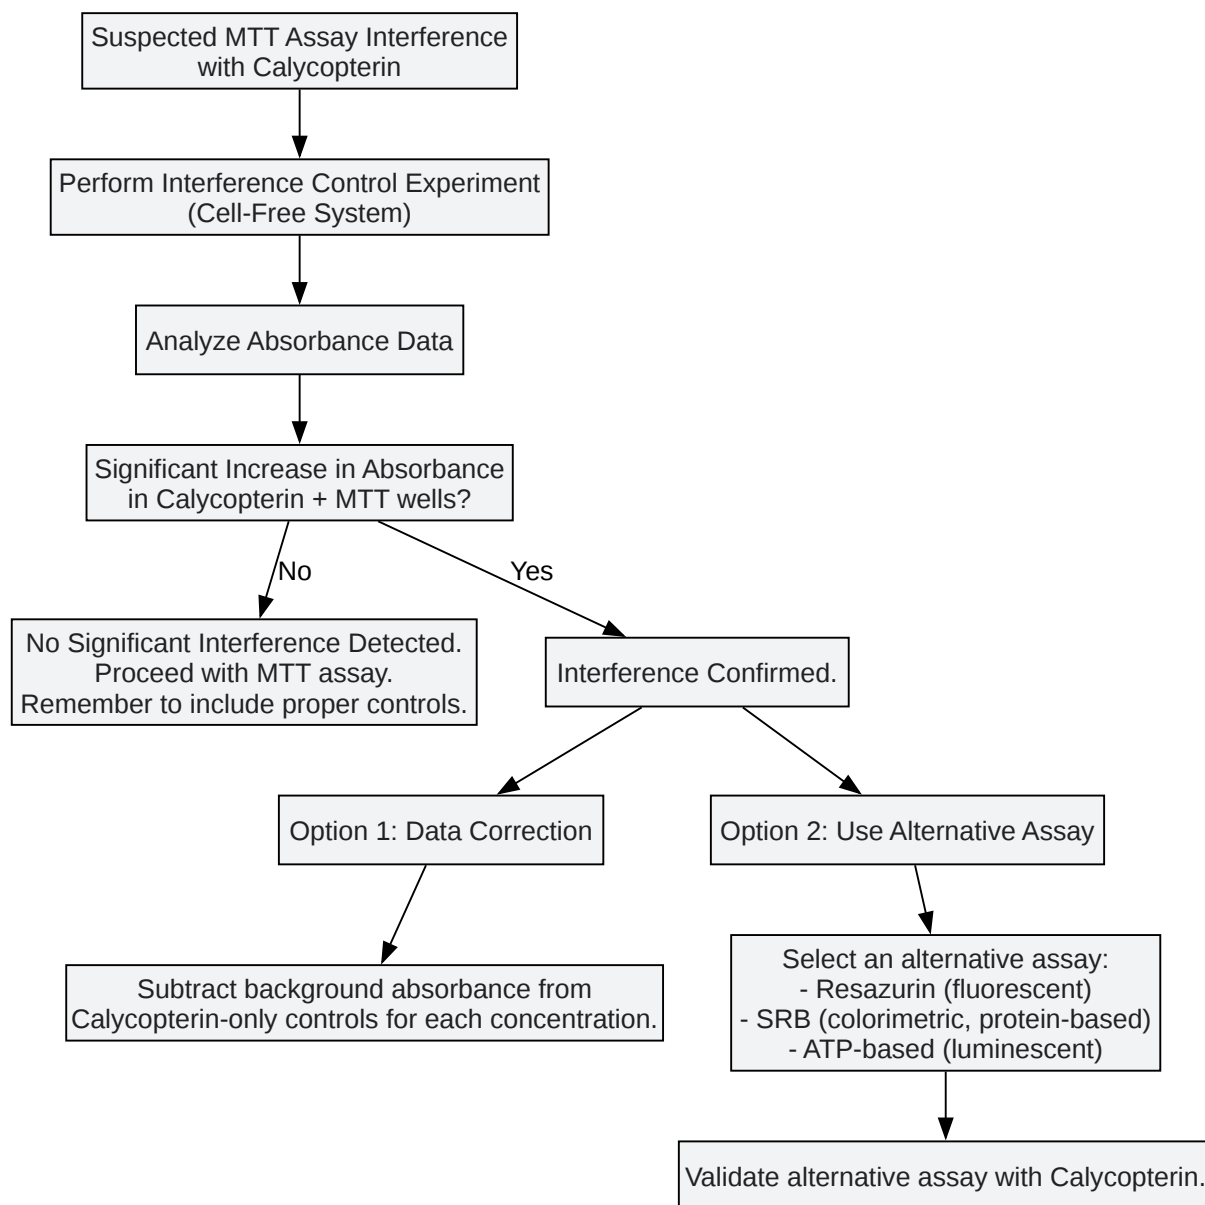 Suspected MTT Assay Interference
with Calycopterin
Perform Interference Control Experiment
(Cell-Free System)
Analyze Absorbance Data
Significant Increase in Absorbance
in Calycopterin + MTT wells?
No
Yes
No Significant Interference Detected.
Proceed with MTT assay.
Remember to include proper controls.
Interference Confirmed.
Option 1: Data Correction
Option 2: Use Alternative Assay
Subtract background absorbance from
Calycopterin-only controls for each concentration.
Select an alternative assay:
- Resazurin (fluorescent)
- SRB (colorimetric, protein-based)
- ATP-based (luminescent)
Validate alternative assay with Calycopterin.